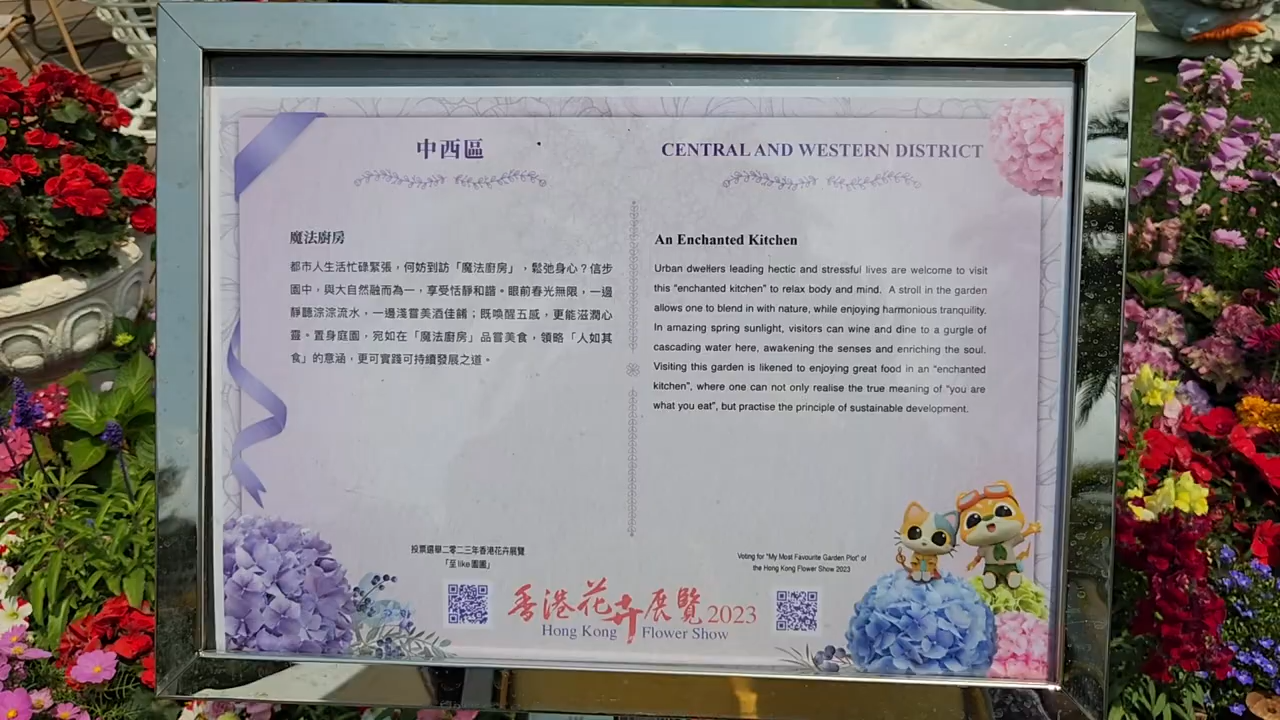 中西區
魔法廚房
都市人生活忙碌緊張，何妨到訪「魔法廚房」，鬆弛身心？信步
園中，與大自然融而為一，享受恬靜和諧。眼前春光無限，一邊
靜聽淙淙流水，一邊淺嘗美酒佳餚；既喚醒五感，更能滋潤心
靈。置身庭園，宛如在「魔法廚房」品嘗美食，領略「人如其
食」的意涵，更可實踐可持續發展之道。
CENTRAL AND WESTERN DISTRICT
An Enchanted Kitchen
Urban dwellers leading hectic and stressful lives are welcome to visit
this “enchanted kitchen” to relax body and mind. A stroll in the garden
allows one to blend in with nature, while enjoying harmonious tranquility.
In amazing spring sunlight, visitors can wine and dine to a gurgle of
cascading water here, awakening the senses and enriching the soul.
Visiting this garden is likened to enjoying great food in an “enchanted
kitchen”, where one can not only realise the true meaning of “you are
what you eat”, but practise the principle of sustainable development.
投票選舉二零二三年香港花卉展覽
「至like園圃」
Voting for “My Most Favourite Garden Plot” of
the Hong Kong Flower Show 2023
香港花卉展覽2023
Hong Kong Flower Show